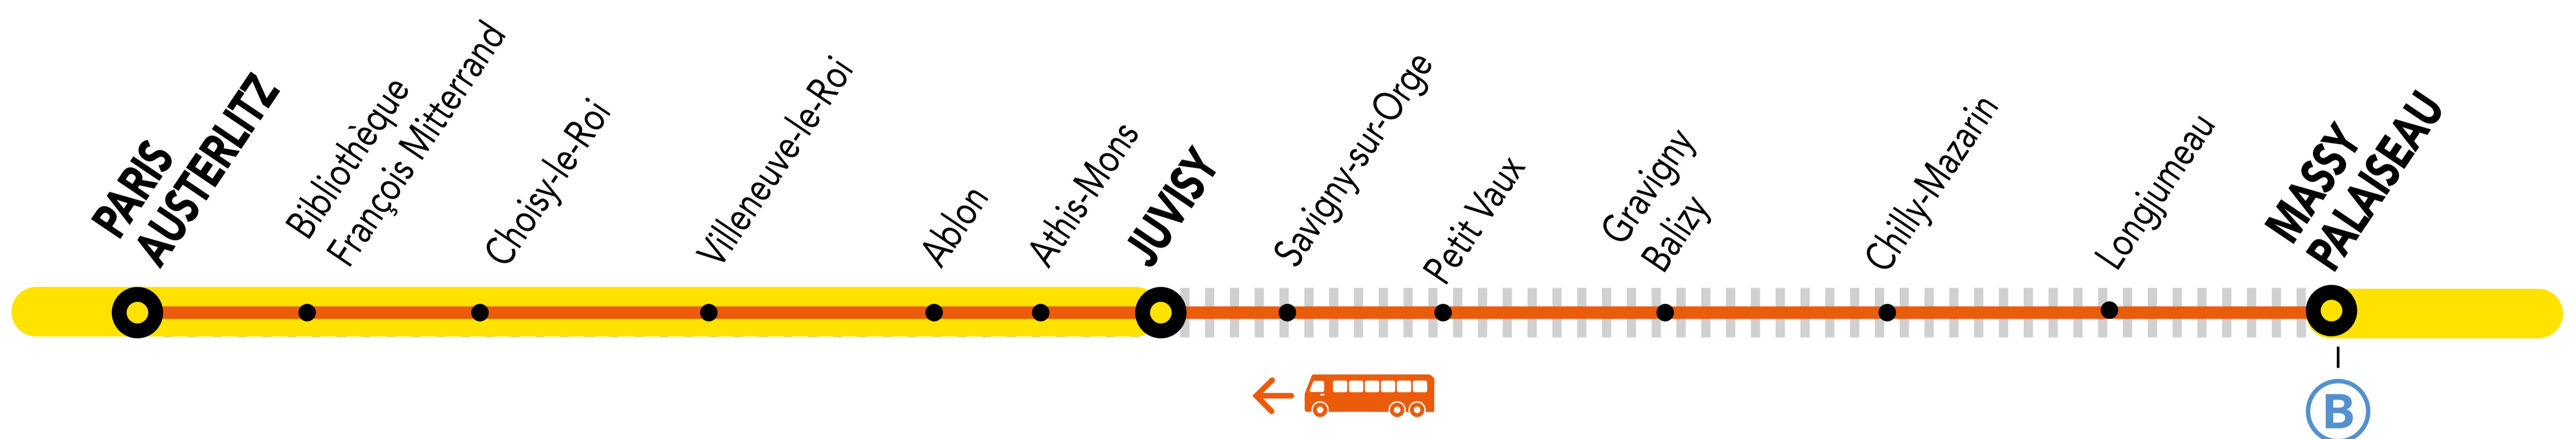 PARIS
AUSTERLITZ
Bibliothèque
François Mitterrand
Choisy-le-Roi
Villeneuve-le-Roi
Ablon
Athis-Mons
JUVISY
Savigny-sur-Orge
Petit Vaux
Gravigny
Balizy
Chilly-Mazarin
Longjumeau
MASSY
PALAISEAU
B